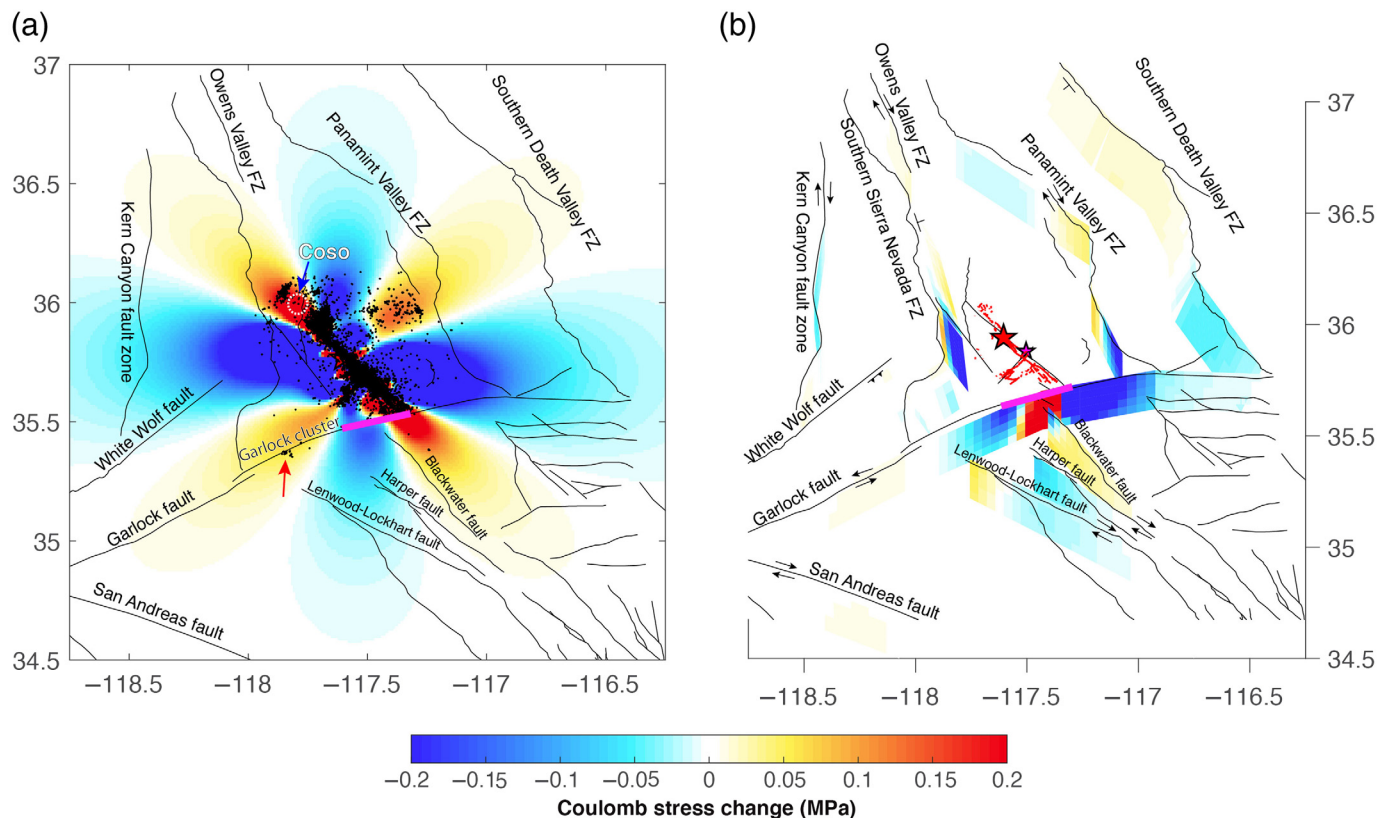 (a)
37
36.5
36
35.5
35
34.5
−118.5
−118
−117.5
−117
−116.5
Owens Valley FZ
Panamint Valley FZ
Southern Death Valley FZ
Kern Canyon fault zone
Coso
White Wolf fault
Garlock cluster
Garlock fault
Lenwood-Lockhart fault
Harper fault
Blackwater fault
San Andreas fault
(b)
37
36.5
36
35.5
35
34.5
−118.5
−118
−117.5
−117
−116.5
Owens Valley FZ
Southern Sierra Nevada FZ
Panamint Valley FZ
Southern Death Valley FZ
Kern Canyon fault zone
White Wolf fault
Garlock fault
Lenwood-Lockhart fault
Harper fault
Blackwater fault
San Andreas fault
−0.2
−0.15
−0.1
−0.05
0
0.05
0.1
0.15
0.2
Coulomb stress change (MPa)